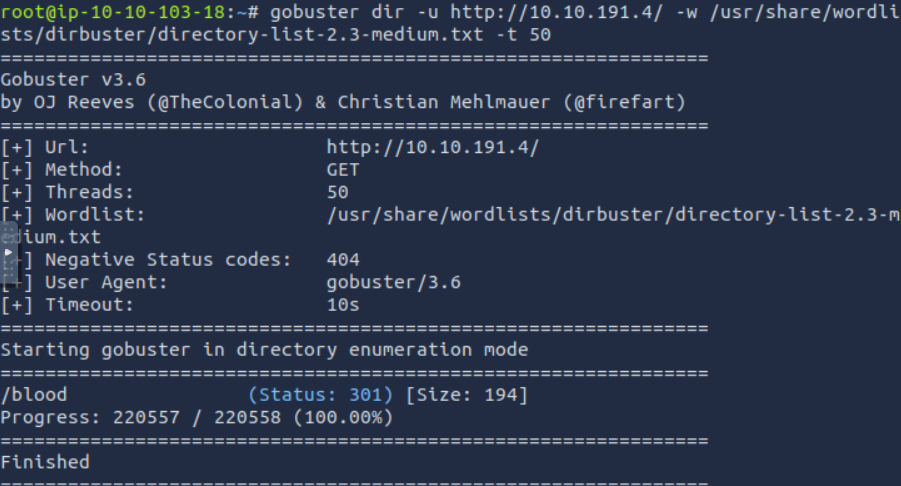 root@ip-10-10-103-18:~# gobuster dir -u http://10.10.191.4/ -w /usr/share/wordli
sts/dirbuster/directory-list-2.3-medium.txt -t 50
===============================================================
Gobuster v3.6
by OJ Reeves (@TheColonial) & Christian Mehlmauer (@firefart)
===============================================================
[+] Url:                     http://10.10.191.4/
[+] Method:                  GET
[+] Threads:                 50
[+] Wordlist:                /usr/share/wordlists/dirbuster/directory-list-2.3-m
edium.txt
[+] Negative Status codes:   404
[+] User Agent:              gobuster/3.6
[+] Timeout:                 10s
===============================================================
Starting gobuster in directory enumeration mode
===============================================================
/blood                (Status: 301) [Size: 194]
Progress: 220557 / 220558 (100.00%)
===============================================================
Finished
===============================================================